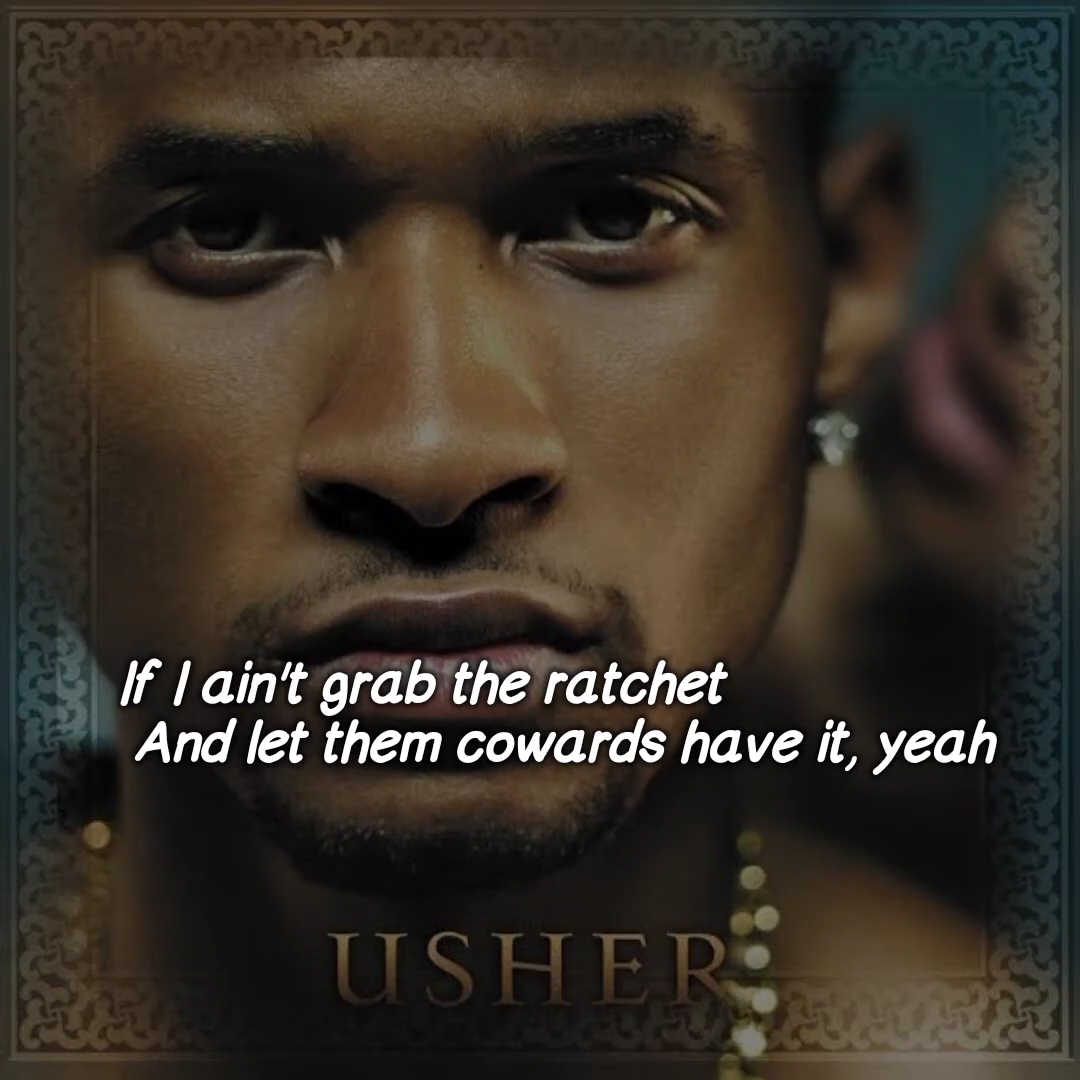 If I ain't grab the ratchet
And let them cowards have it, yeah
USHER